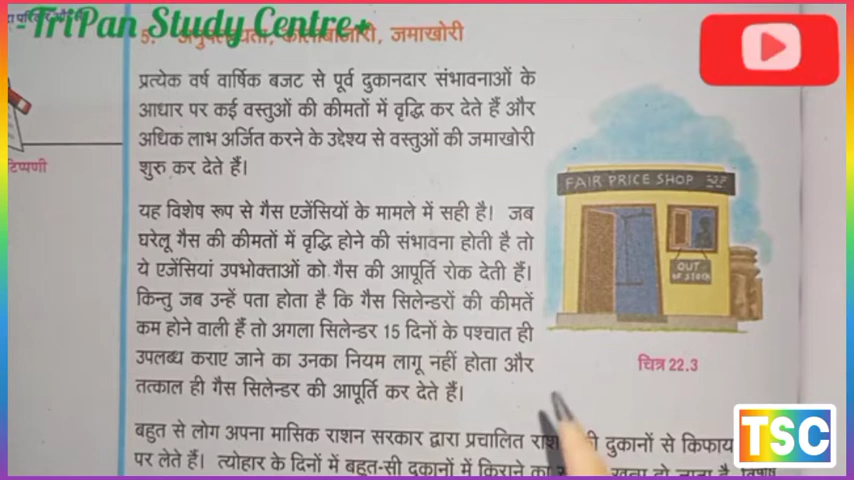 -TriPan Study Centre+
5. अनुपलब्धता, कालाबाजारी, जमाखोरी
प्रत्येक वर्ष वार्षिक बजट से पूर्व दुकानदार संभावनाओं के
आधार पर कई वस्तुओं की कीमतों में वृद्धि कर देते हैं और
अधिक लाभ अर्जित करने के उद्देश्य से वस्तुओं की जमाखोरी
शुरु कर देते हैं।
टिप्पणी
यह विशेष रूप से गैस एजेंसियों के मामले में सही है। जब
घरेलू गैस की कीमतों में वृद्धि होने की संभावना होती है तो
ये एजेंसियां उपभोक्ताओं को गैस की आपूर्ति रोक देती हैं।
किन्तु जब उन्हें पता होता है कि गैस सिलेन्डरों की कीमतें
कम होने वाली हैं तो अगला सिलेन्डर 15 दिनों के पश्चात ही
उपलब्ध कराए जाने का उनका नियम लागू नहीं होता और
तत्काल ही गैस सिलेन्डर की आपूर्ति कर देते हैं।
FAIR PRICE SHOP
OUT
OF STOCK
चित्र 22.3
बहुत से लोग अपना मासिक राशन सरकार द्वारा प्रचालित की दुकानों से
पर लेते हैं। त्योहार के दिनों में बहुत-सी दुकानों में किराने का
TSC